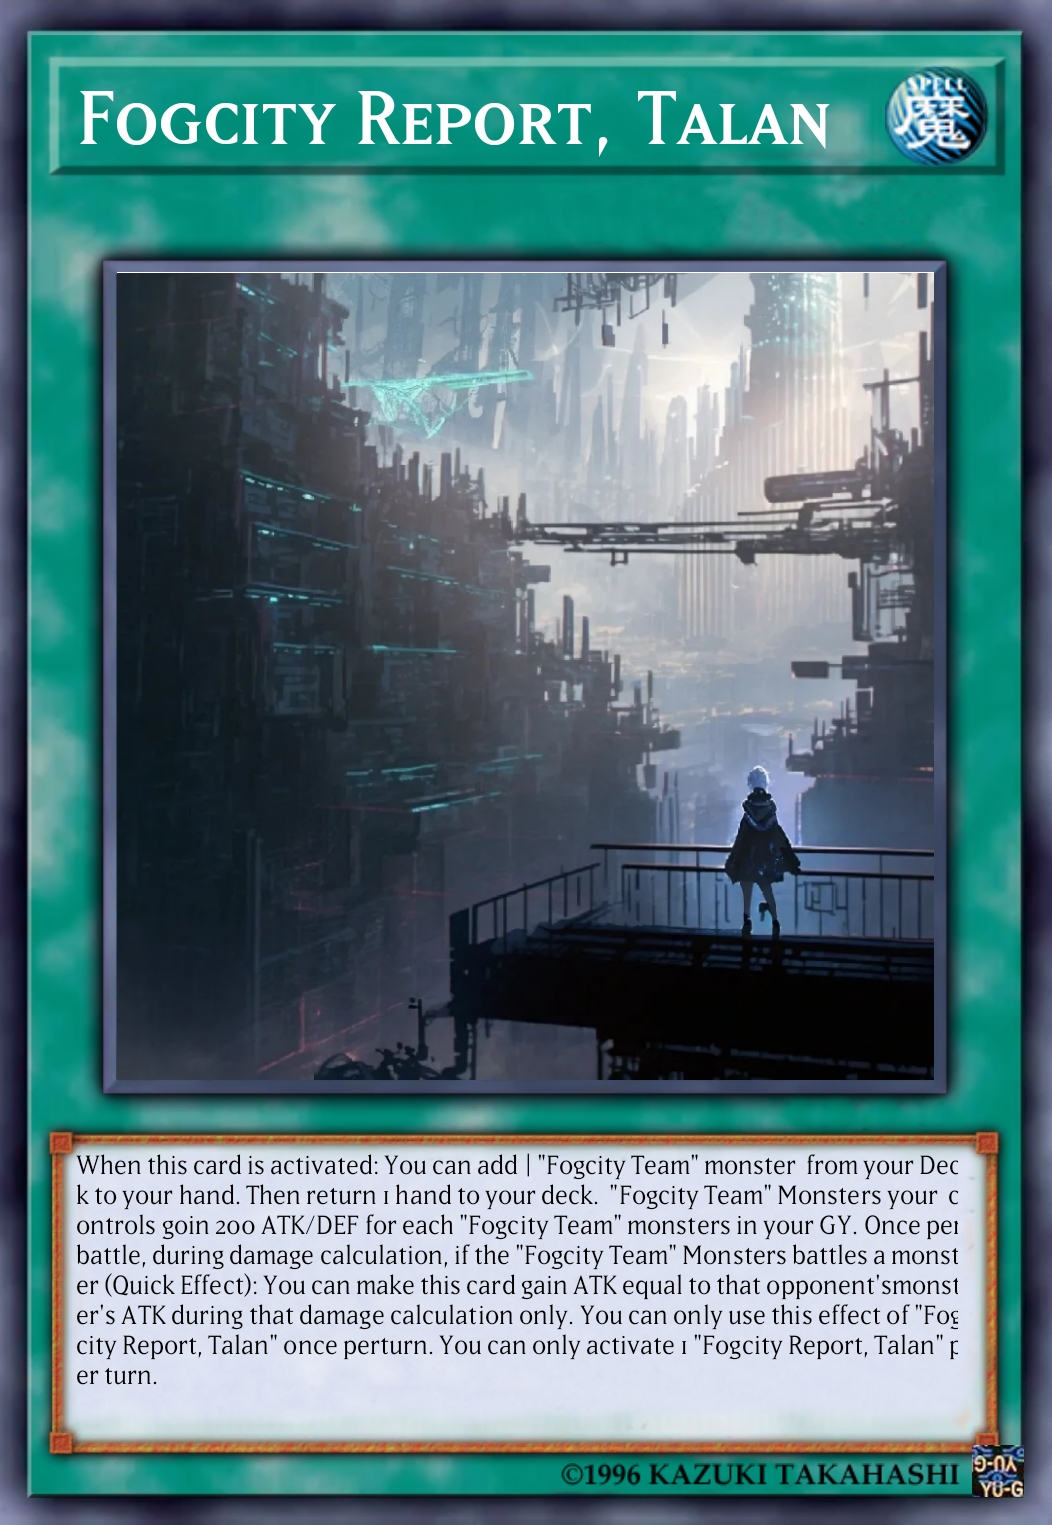 Fogcity Report, Talan
SPELL
魔
When this card is activated: You can add | "Fogcity Team" monster  from your Dec
k to your hand. Then return 1 hand to your deck.  "Fogcity Team" Monsters your  c
ontrols goin 200 ATK/DEF for each "Fogcity Team" monsters in your GY. Once per
battle, during damage calculation, if the "Fogcity Team" Monsters battles a monst
er (Quick Effect): You can make this card gain ATK equal to that opponent'smonst
er's ATK during that damage calculation only. You can only use this effect of "Fog
city Report, Talan" once perturn. You can only activate 1 "Fogcity Report, Talan" p
er turn.
©1996 KAZUKI TAKAHASHI
YU-G
YU-G